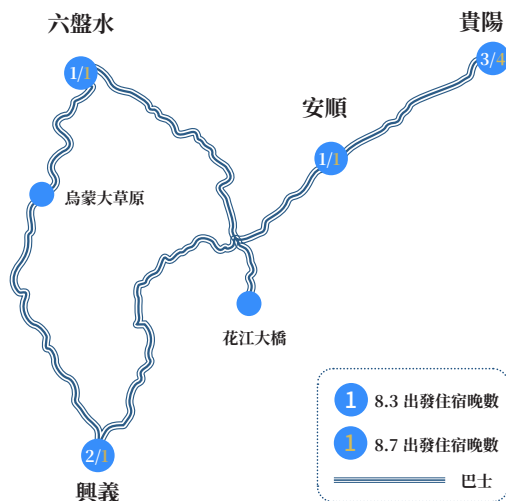 六盤水
貴陽
1/1
3/4
安順
1/1
烏蒙大草原
花江大橋
2/1
興義
1 8.3 出發住宿晚數
1 8.7 出發住宿晚數
巴士